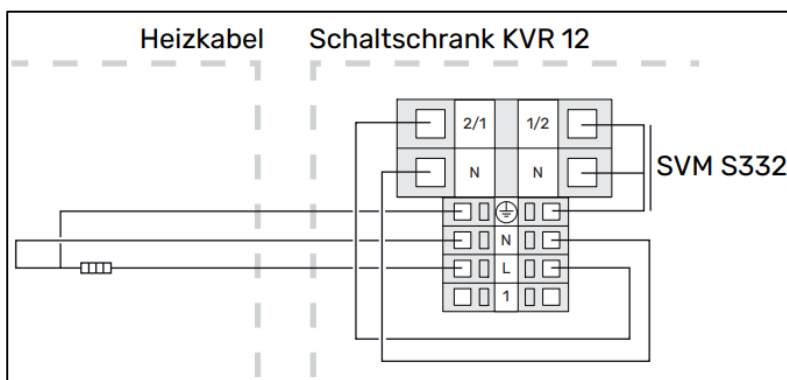 Heizkabel Schaltschrank KVR 12
2/1 1/2
N N
SVM S332
N
L
1